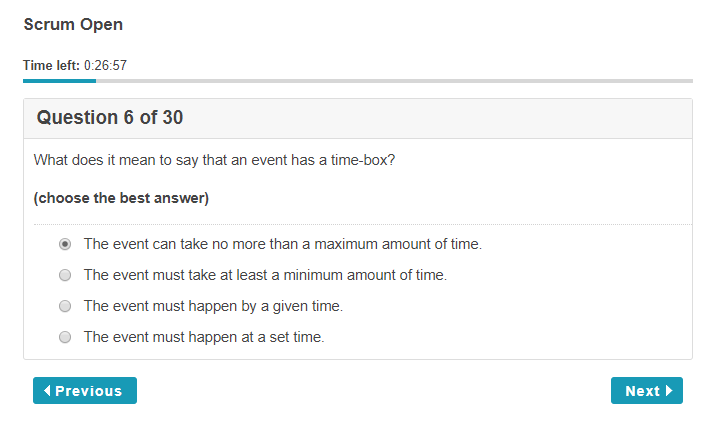 Scrum Open
Time left: 0:26:57
Question 6 of 30
What does it mean to say that an event has a time-box?
(choose the best answer)
The event can take no more than a maximum amount of time.
The event must take at least a minimum amount of time.
The event must happen by a given time.
The event must happen at a set time.
Previous
Next